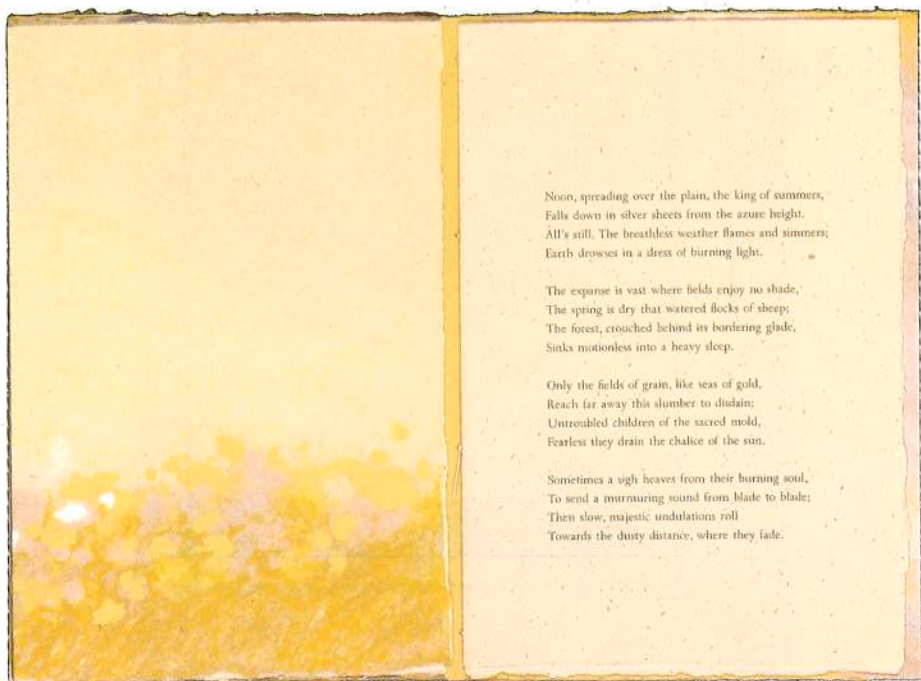 Noon, spreading over the plain, the king of summers,
Falls down in silver sheets from the azure height.
All's still. The breathless weather flames and simmers;
Earth drowses in a dress of burning light.
The expanse is vast where fields enjoy no shade,
The spring is dry that watered flocks of sheep;
The forest, crouched behind its bordering glade,
Sinks motionless into a heavy sleep.
Only the fields of grain, like seas of gold,
Reach far away this slumber to disdain;
Untroubled children of the sacred mold,
Fearless they drain the chalice of the sun.
Sometimes a sigh heaves from their burning soul,
To send a murmuring sound from blade to blade;
Then slow, majestic undulations roll
Towards the dusty distance, where they fade.